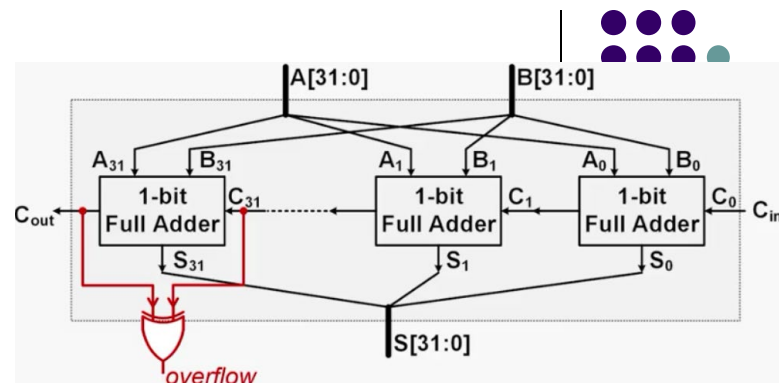 A[31:0] B[31:0]
A31 B31 A1 B1 A0 B0
Cout 1-bit Full Adder C31 1-bit Full Adder C1 1-bit Full Adder C0 Cin
S31 S1 S0
S[31:0]
overflow